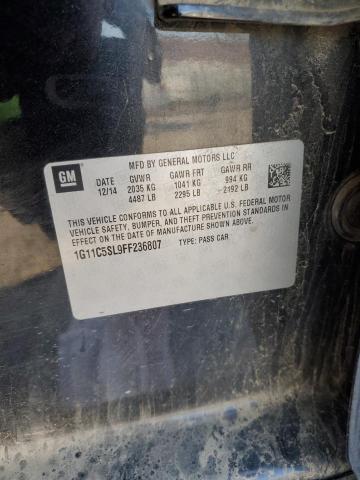 GM
MFD BY GENERAL MOTORS LLC
DATE GVWR GAWR FRT GAWR RR
12/14 2035 KG 1041 KG 994 KG
4487 LB 2295 LB 2192 LB
THIS VEHICLE CONFORMS TO ALL APPLICABLE U.S. FEDERAL MOTOR
VEHICLE SAFETY, BUMPER, AND THEFT PREVENTION STANDARDS IN
EFFECT ON THE DATE OF MANUFACTURE SHOWN ABOVE.
1G11C5SL9FF236807 TYPE: PASS CAR